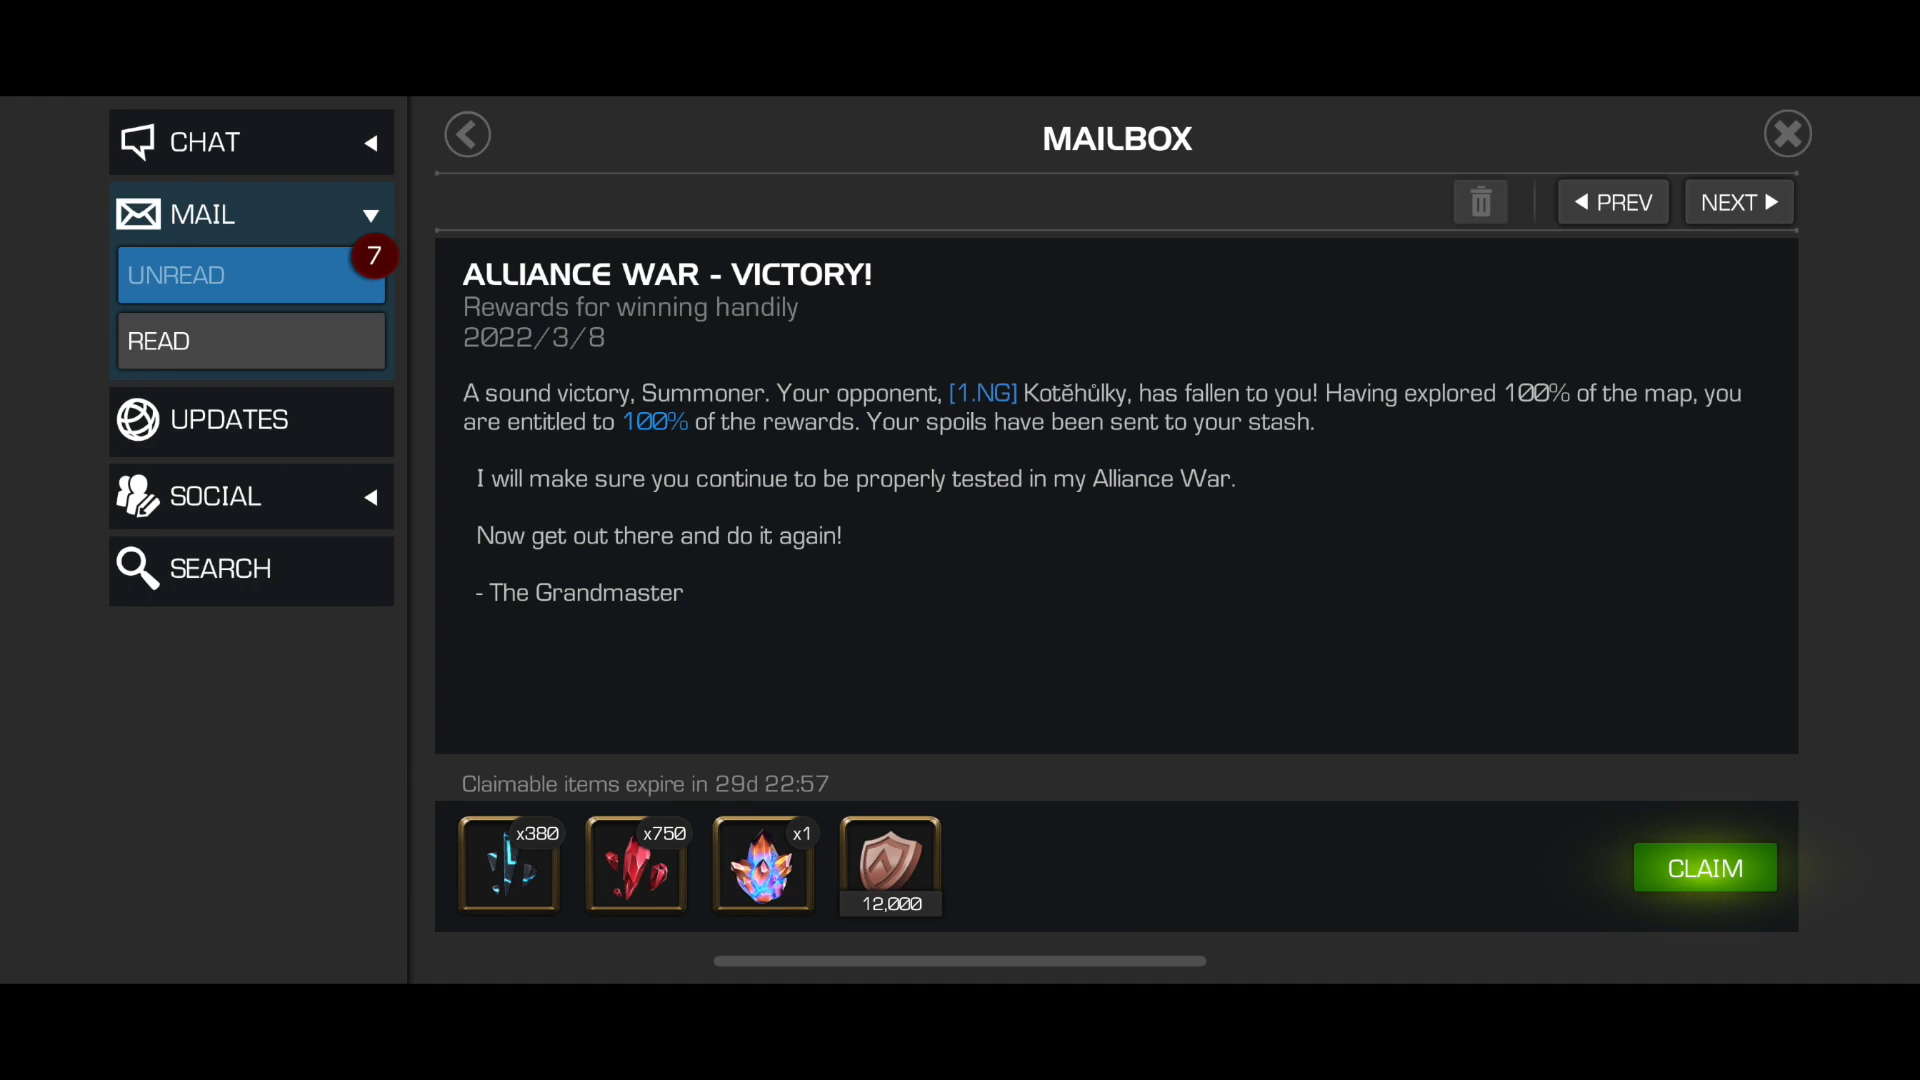 CHAT
MAIL
7
UNREAD
READ
UPDATES
SOCIAL
SEARCH
MAILBOX
PREV
NEXT
ALLIANCE WAR - VICTORY!
Rewards for winning handily
2022/3/8
A sound victory, Summoner. Your opponent, [1.NG] Kotěhůlky, has fallen to you! Having explored 100% of the map, you
are entitled to 100% of the rewards. Your spoils have been sent to your stash.
I will make sure you continue to be properly tested in my Alliance War.
Now get out there and do it again!
- The Grandmaster
Claimable items expire in 29d 22:57
x380
x750
x1
12,000
CLAIM